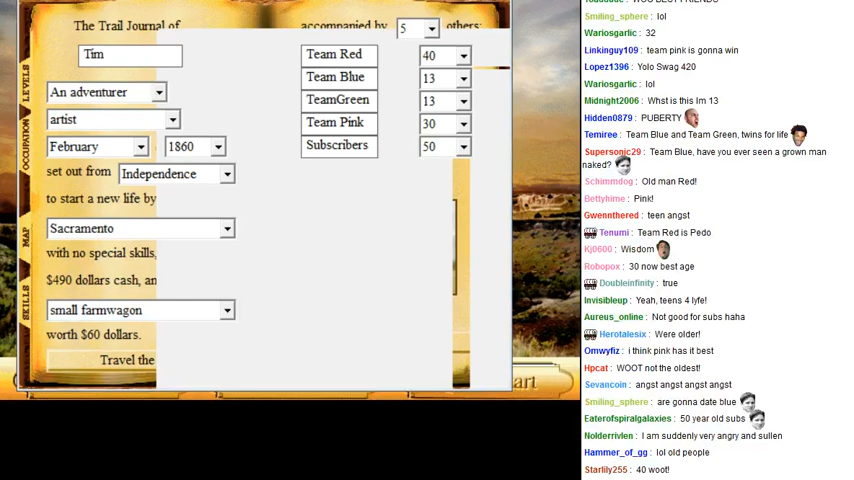 The Trail Journal of
accompanied by 5 others:
Tim
Team Red 40
Team Blue 13
TeamGreen 13
Team Pink 30
Subscribers 50
LEVELS
An adventurer
OCCUPATION
artist
February 1860
set out from Independence
to start a new life by
MAP
Sacramento
with no special skills,
SKILLS
$490 dollars cash, an
small farmwagon
worth $60 dollars.
Travel the
art
Smiling_sphere : lol
Wariosgarlic : 32
Linkinguy109 : team pink is gonna win
Lopez1396 : Yolo Swag 420
Wariosgarlic : lol
Midnight2006 : Whst is this Im 13
Hidden0879 : PUBERTY
Temiree : Team Blue and Team Green, twins for life
Supersonic29 : Team Blue, have you ever seen a grown man
naked?
Schimmdog : Old man Red!
Bettyhime : Pink!
Gwennthered : teen angst
Tenumi : Team Red is Pedo
Kj0600 : Wisdom
Robopox : 30 now best age
Doubleinfinity : true
Invisibleup : Yeah, teens 4 lyfe!
Aureus_online : Not good for subs haha
Herotalesix : Were older!
Omwyfiz : i think pink has it best
Hpcat : WOOT not the oldest!
Sevancoin : angst angst angst angst
Smiling_sphere : are gonna date blue
Eaterofspiralgalaxies : 50 year old subs
Nolderrivlen : I am suddenly very angry and sullen
Hammer_of_gg : lol old people
Starlily255 : 40 woot!